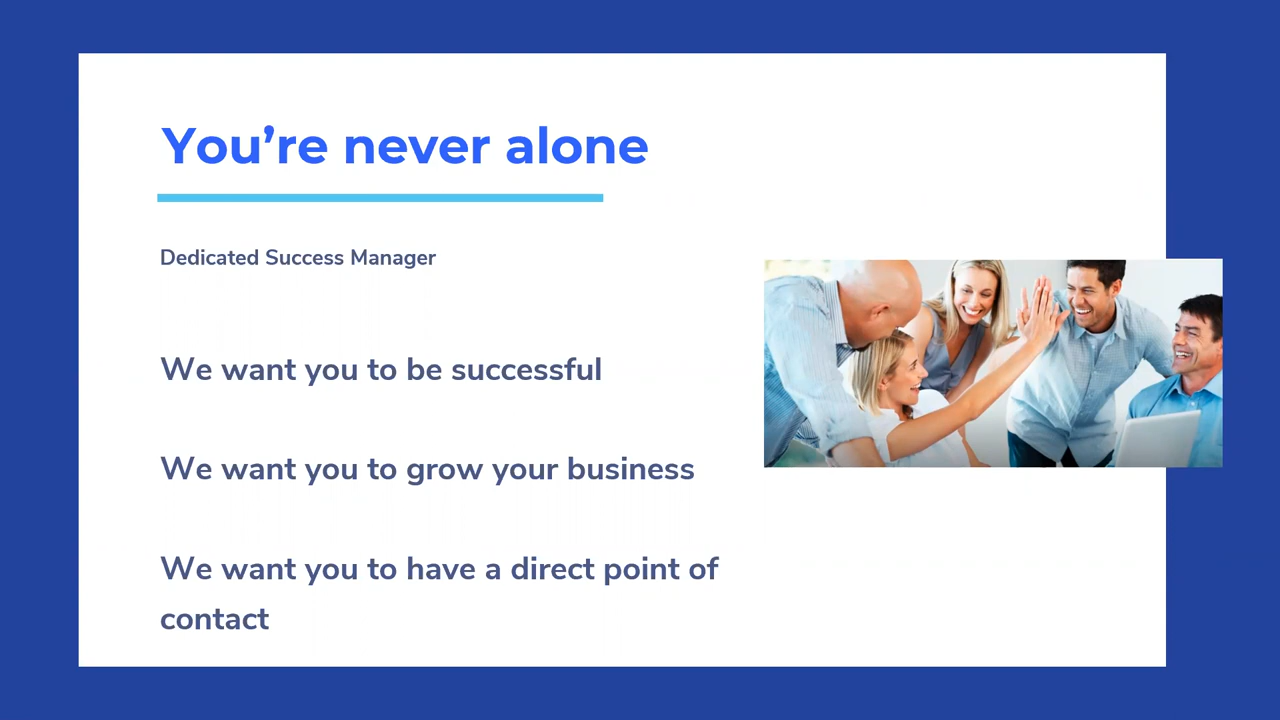 You’re never alone
Dedicated Success Manager
We want you to be successful
We want you to grow your business
We want you to have a direct point of
contact